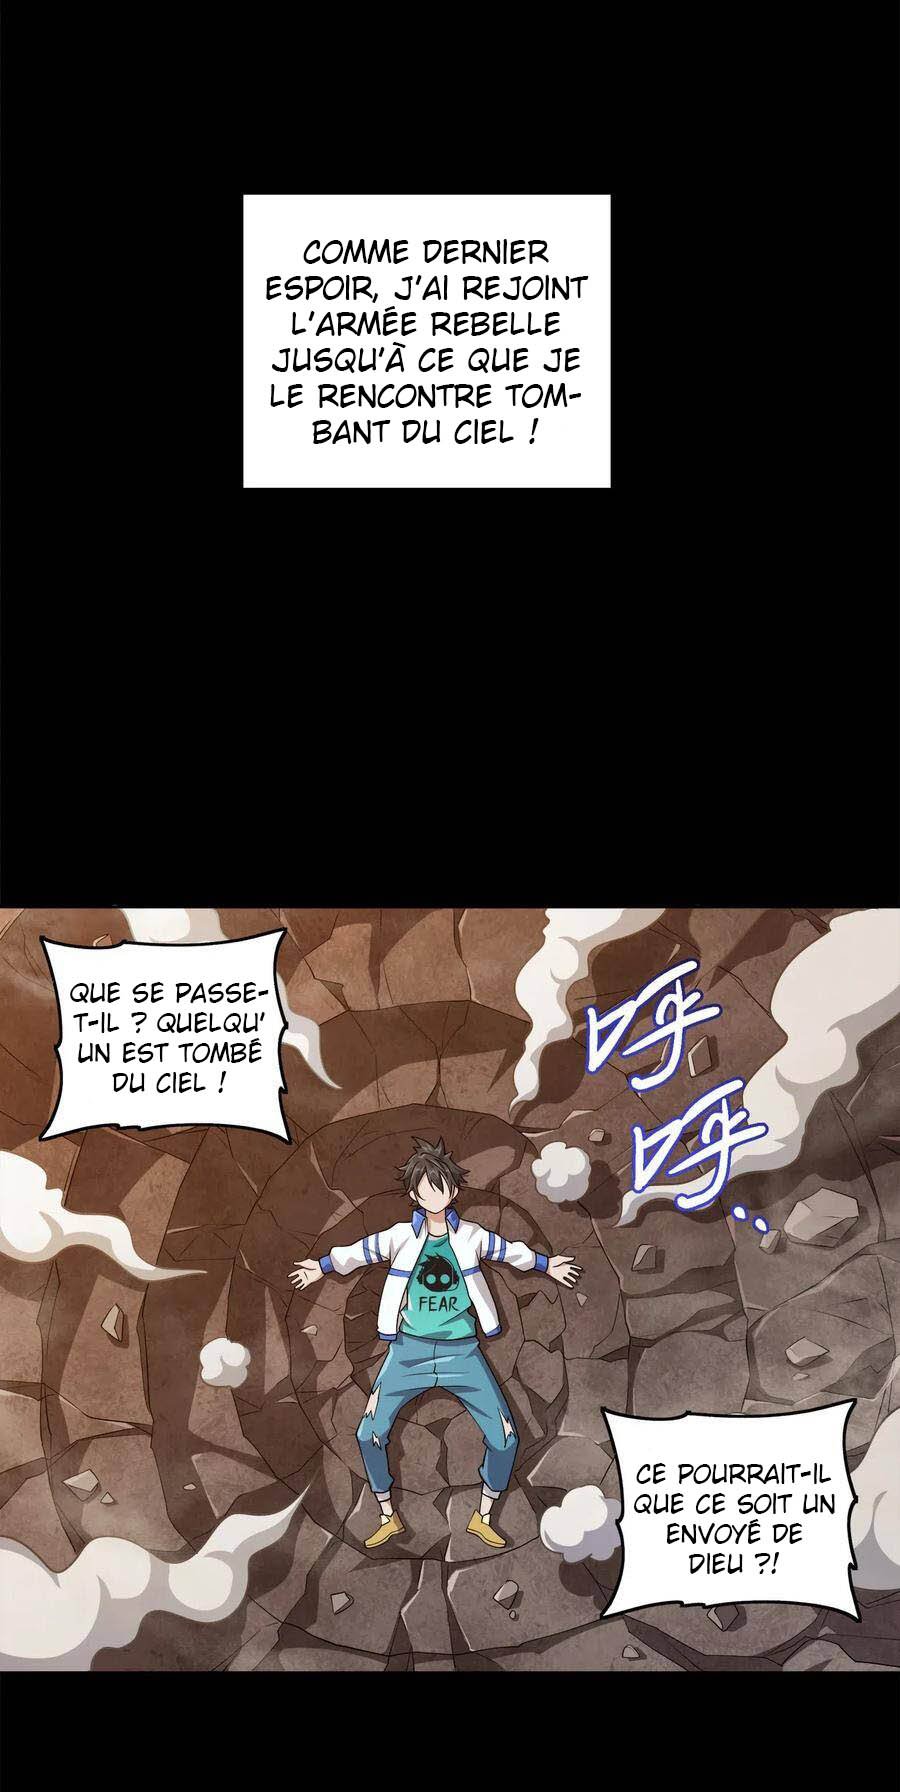 COMME DERNIER
ESPOIR, J'AI REJOINT
L'ARMÉE REBELLE
JUSQU'À CE QUE JE
LE RENCONTRE TOM-
BANT DU CIEL !
QUE SE PASSE-
T-IL ? QUELQU'
UN EST TOMBÉ
DU CIEL !
呼
呼..
FEAR
CE POURRAIT-IL
QUE CE SOIT UN
ENVOYÉ DE
DIEU ?!